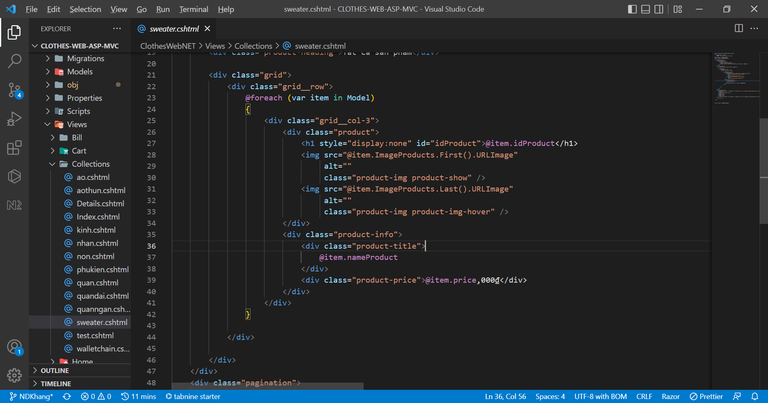 File Edit Selection View Go Run Terminal Help
sweater.cshtml - CLOTHES-WEB-ASP-MVC - Visual Studio Code
EXPLORER
CLOTHES-WEB-ASP-MVC
Migrations
Models
obj
Properties
Scripts
Views
Bill
Cart
Collections
ao.cshtml
aothun.cshtml
Details.cshtml
Index.cshtml
kinh.cshtml
nhan.cshtml
non.cshtml
phukien.cshtml
quan.cshtml
quandai.cshtml
quanngan.csh...
sweater.cshtml
test.cshtml
walletchain.cs...
Home
OUTLINE
TIMELINE
4
1
N2
sweater.cshtml
ClothesWebNET > Views > Collections > sweater.cshtml
20
21 <div class="grid">
22 <div class="grid__row">
23 @foreach (var item in Model)
24 {
25 <div class="grid__col-3">
26 <div class="product">
27 <h1 style="display:none" id="idProduct">@item.idProduct</h1>
28 <img src="@item.ImageProducts.First().URLImage"
29 alt=""
30 class="product-img product-show" />
31 <img src="@item.ImageProducts.Last().URLImage"
32 alt=""
33 class="product-img product-img-hover" />
34 </div>
35 <div class="product-info">
36 <div class="product-title">
37 @item.nameProduct
38 </div>
39 <div class="product-price">@item.price,000₫</div>
40 </div>
41 </div>
42 }
43
44 </div>
45
46 </div>
47 </div>
48 <div class="pagination">
NDKhang* 0 0 11 mins tabnine starter
Ln 36, Col 56 Spaces: 4 UTF-8 with BOM CRLF Razor Prettier